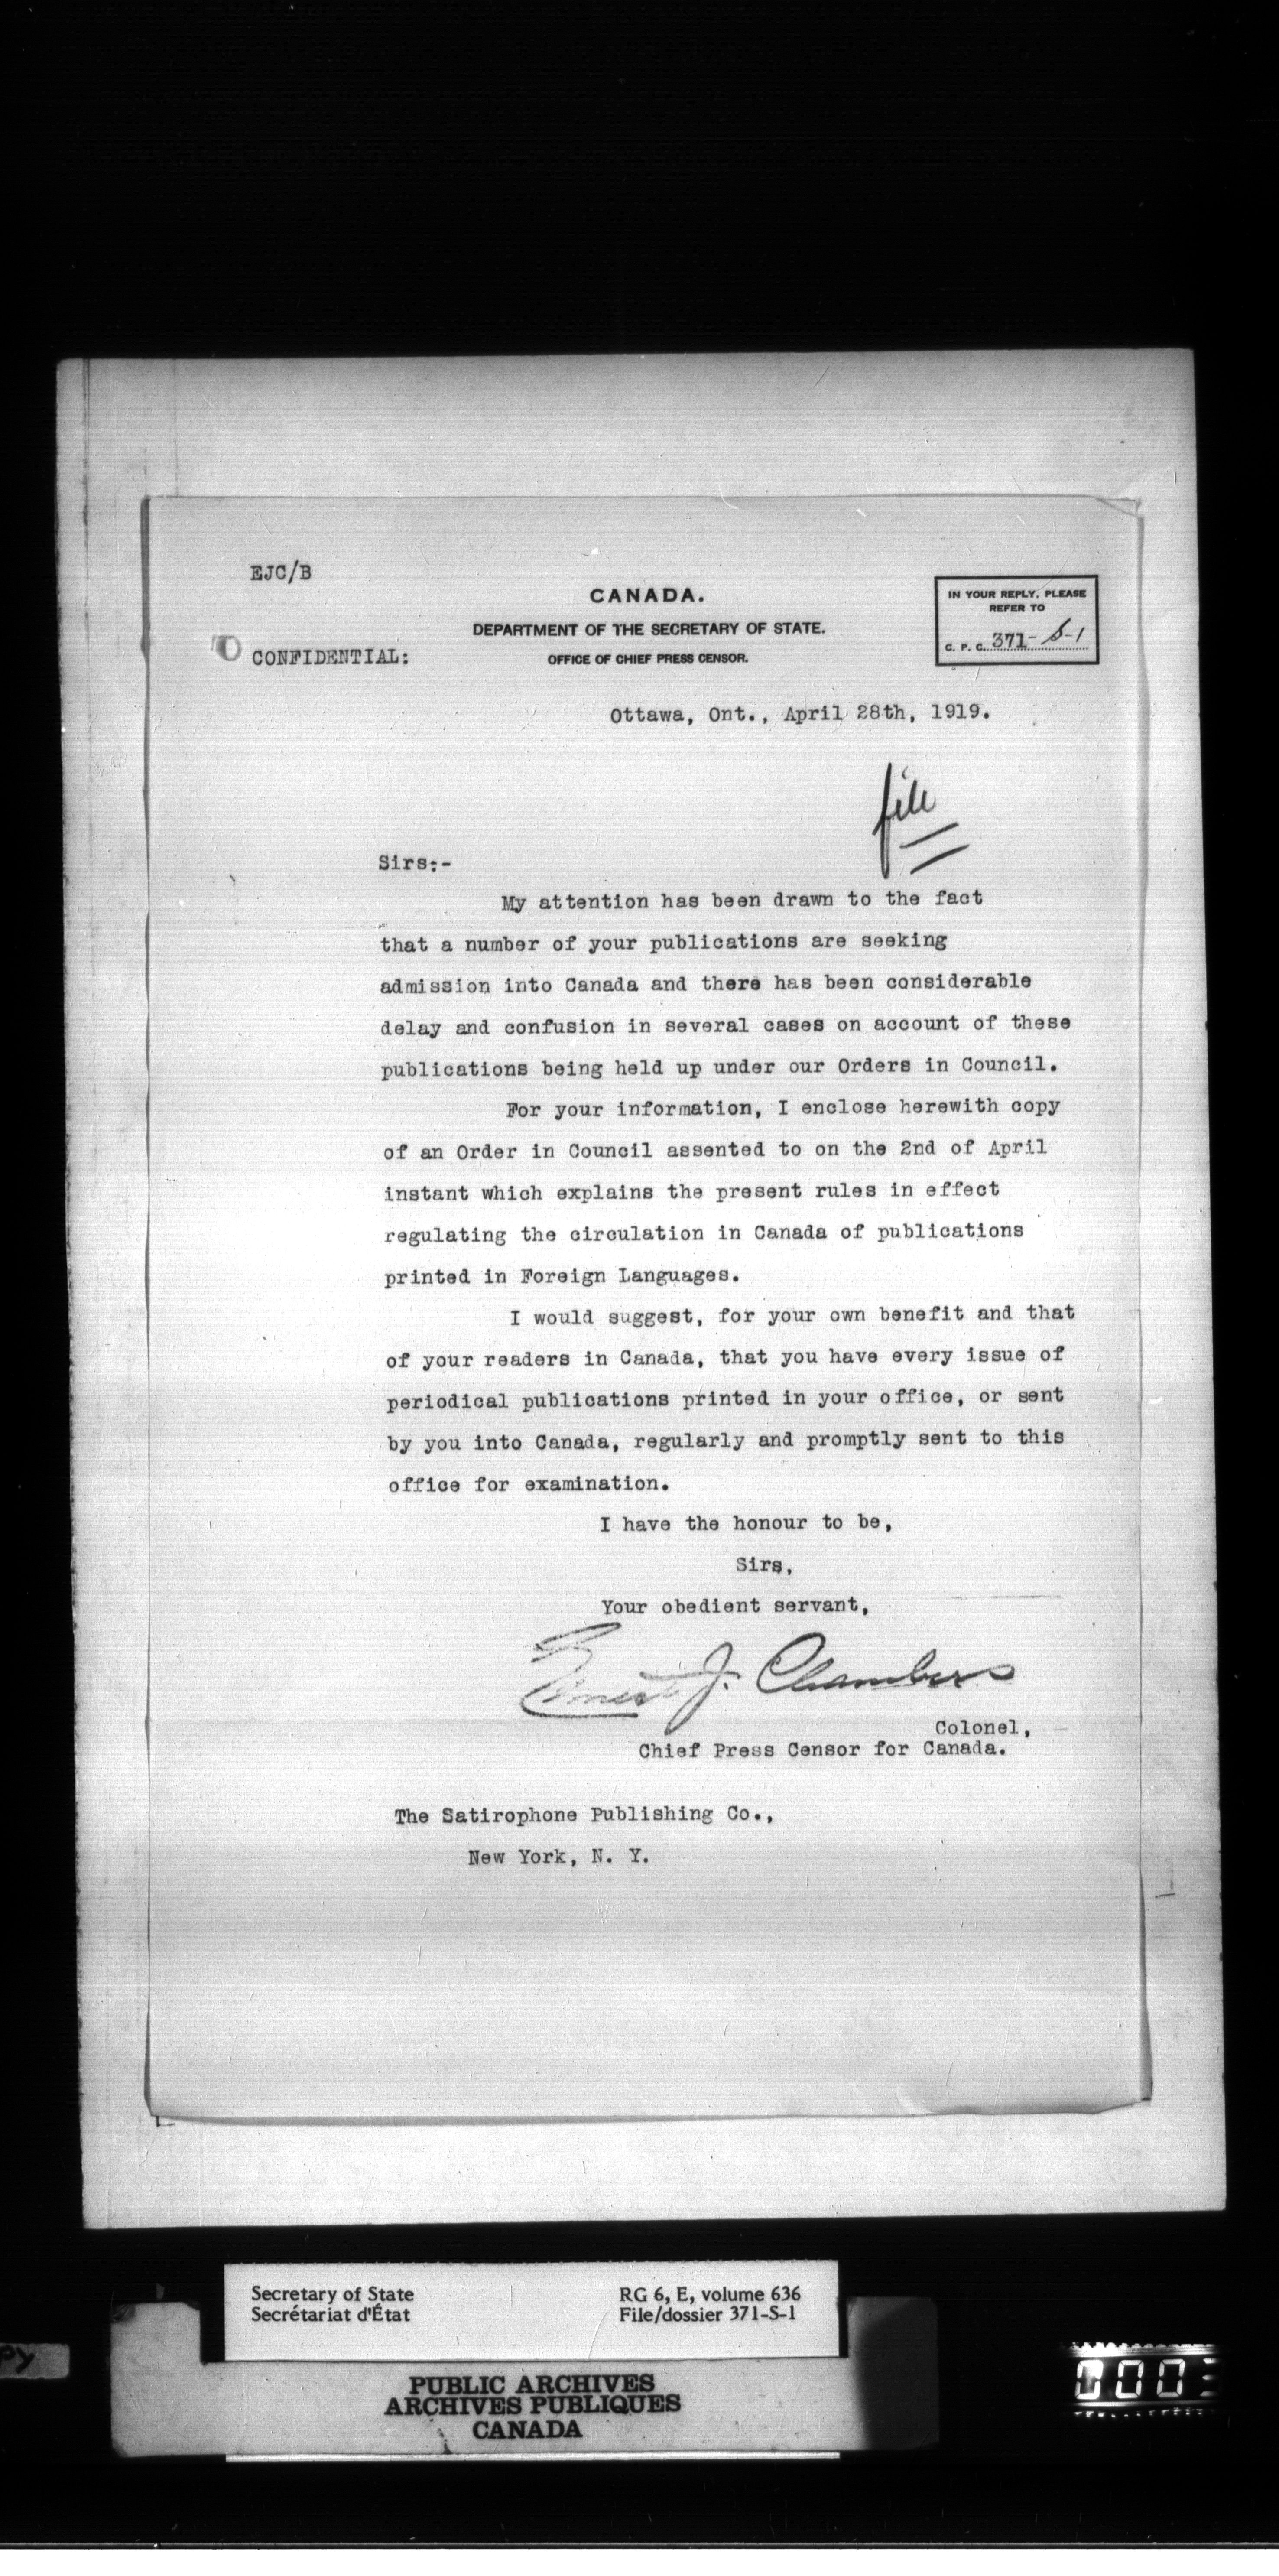 EJC/B
CANADA.
DEPARTMENT OF THE SECRETARY OF STATE.
OFFICE OF CHIEF PRESS CENSOR.
IN YOUR REPLY, PLEASE
REFER TO
C. P. C. 371-S-1
CONFIDENTIAL:
Ottawa, Ont., April 28th, 1919.
file
Sirs:-
My attention has been drawn to the fact
that a number of your publications are seeking
admission into Canada and there has been considerable
delay and confusion in several cases on account of these
publications being held up under our Orders in Council.
For your information, I enclose herewith copy
of an Order in Council assented to on the 2nd of April
instant which explains the present rules in effect
regulating the circulation in Canada of publications
printed in Foreign Languages.
I would suggest, for your own benefit and that
of your readers in Canada, that you have every issue of
periodical publications printed in your office, or sent
by you into Canada, regularly and promptly sent to this
office for examination.
I have the honour to be,
Sirs,
Your obedient servant,
Ernest J. Chambers
Colonel,
Chief Press Censor for Canada.
The Satirophone Publishing Co.,
New York, N. Y.
Secretary of State
Secrétariat d'État
RG 6, E, volume 636
File/dossier 371-S-1
PUBLIC ARCHIVES
ARCHIVES PUBLIQUES
CANADA